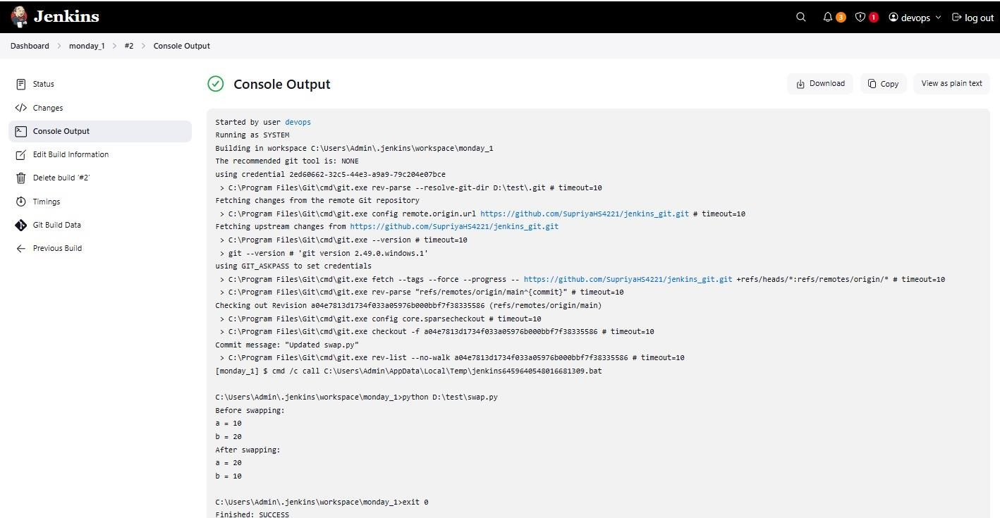 Jenkins
3
1
devops
log out
Dashboard > monday_1 > #2 > Console Output
Status
Changes
Console Output
Edit Build Information
Delete build ‘#2’
Timings
Git Build Data
Previous Build
Console Output
Download
Copy
View as plain text
Started by user devops
Running as SYSTEM
Building in workspace C:\Users\Admin\.jenkins\workspace\monday_1
The recommended git tool is: NONE
using credential 2ed60662-32c5-44e3-a9a9-79c204e07bce
> C:\Program Files\Git\cmd\git.exe rev-parse --resolve-git-dir D:\test\.git # timeout=10
Fetching changes from the remote Git repository
> C:\Program Files\Git\cmd\git.exe config remote.origin.url https://github.com/SupriyaHS4221/jenkins_git.git # timeout=10
Fetching upstream changes from https://github.com/SupriyaHS4221/jenkins_git.git
> C:\Program Files\Git\cmd\git.exe --version # timeout=10
> git --version # 'git version 2.49.0.windows.1'
using GIT_ASKPASS to set credentials
> C:\Program Files\Git\cmd\git.exe fetch --tags --force --progress -- https://github.com/SupriyaHS4221/jenkins_git.git +refs/heads/*:refs/remotes/origin/* # timeout=10
> C:\Program Files\Git\cmd\git.exe rev-parse "refs/remotes/origin/main^{commit}" # timeout=10
Checking out Revision a04e7813d1734f033a05976b000bbf7f38335586 (refs/remotes/origin/main)
> C:\Program Files\Git\cmd\git.exe config core.sparsecheckout # timeout=10
> C:\Program Files\Git\cmd\git.exe checkout -f a04e7813d1734f033a05976b000bbf7f38335586 # timeout=10
Commit message: "Updated swap.py"
> C:\Program Files\Git\cmd\git.exe rev-list --no-walk a04e7813d1734f033a05976b000bbf7f38335586 # timeout=10
[monday_1] $ cmd /c call C:\Users\Admin\AppData\Local\Temp\jenkins6459640548016681309.bat
C:\Users\Admin\.jenkins\workspace\monday_1>python D:\test\swap.py
Before swapping:
a = 10
b = 20
After swapping:
a = 20
b = 10
C:\Users\Admin\.jenkins\workspace\monday_1>exit 0
Finished: SUCCESS